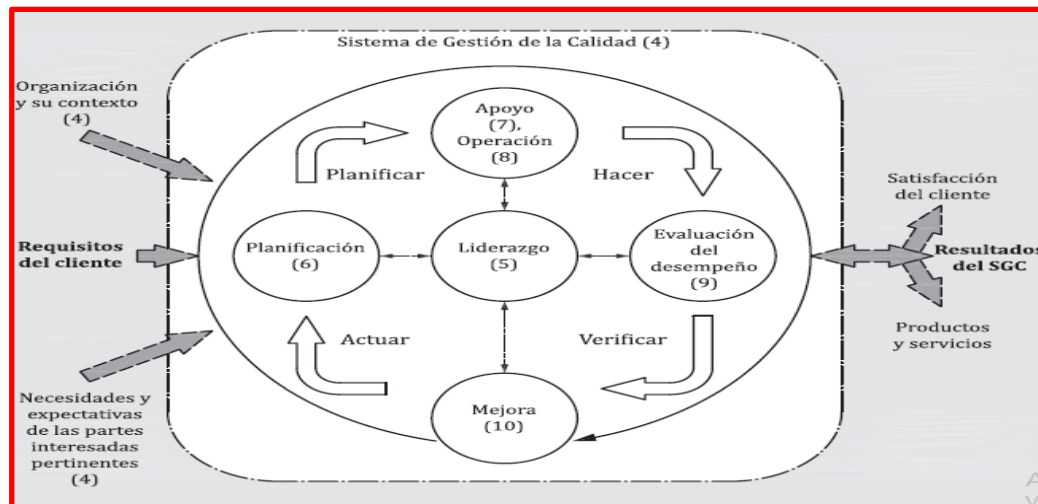 Sistema de Gestión de la Calidad (4)
Organización
y su contexto
(4)
Apoyo
(7),
Operación
(8)
Planificar
Hacer
Satisfacción
del cliente
Requisitos
del cliente
Planificación
(6)
Liderazgo
(5)
Evaluación
del
desempeño
(9)
Resultados
del SGC
Actuar
Verificar
Productos
y servicios
Necesidades y
expectativas
de las partes
interesadas
pertinentes
(4)
Mejora
(10)